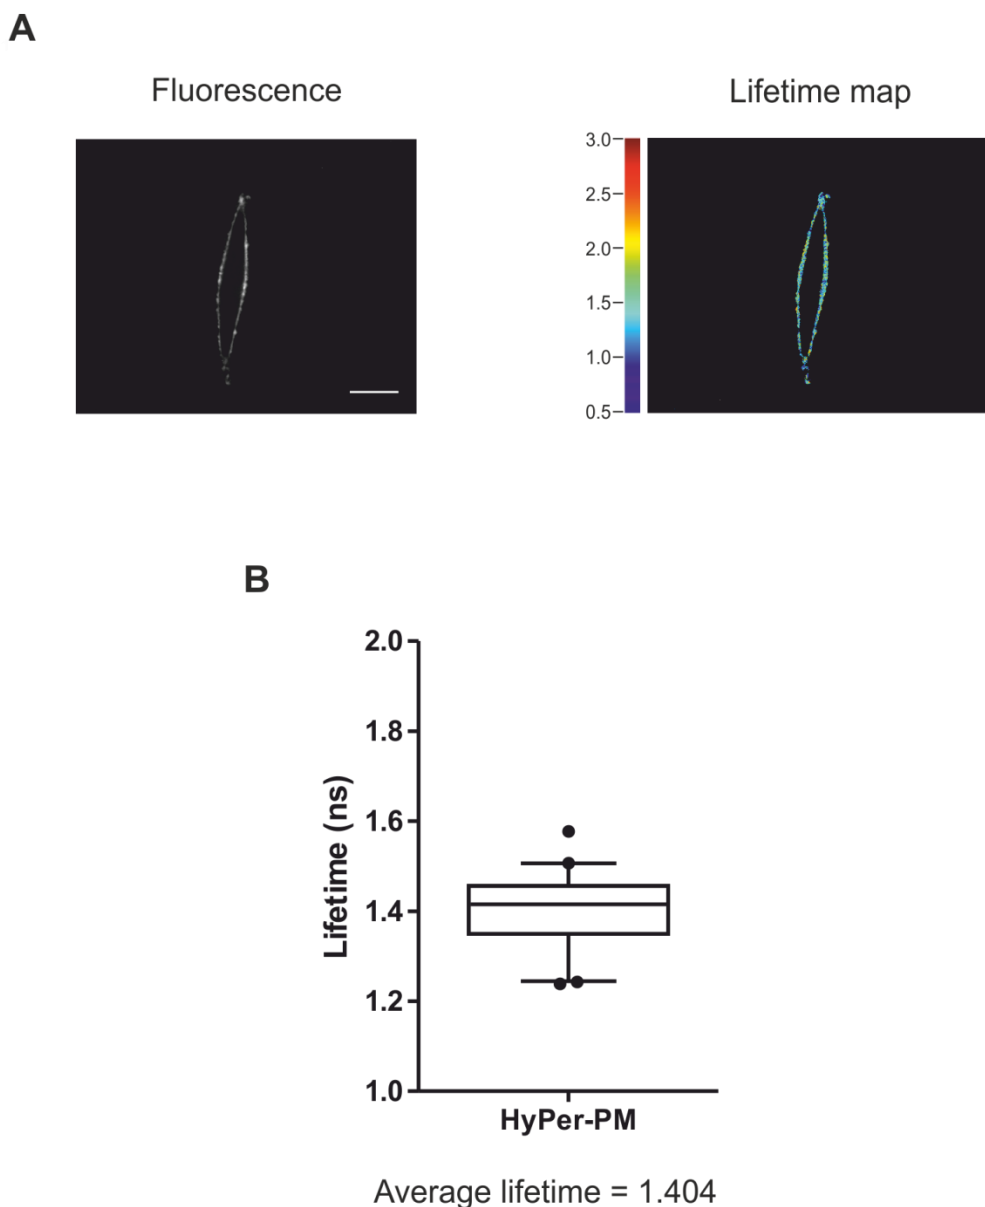 A
Fluorescence
Lifetime map
3.0
2.5
2.0
1.5
1.0
0.5
B
2.0
1.8
1.6
1.4
1.2
1.0
Lifetime (ns)
HyPer-PM
Average lifetime = 1.404